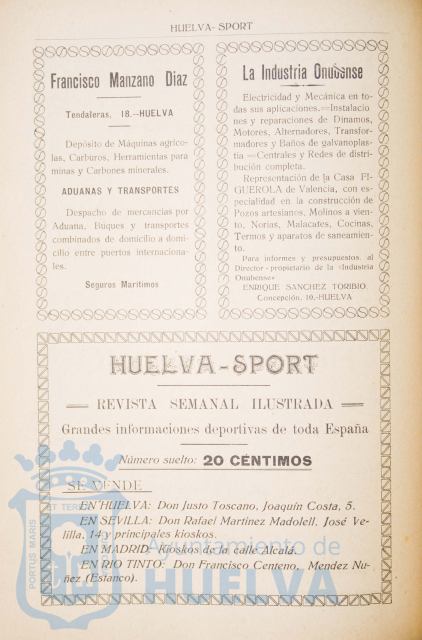 HUELVA-SPORT
Francisco Manzano Díaz
Tendaleras, 18.—HUELVA
Depósito de Máquinas agríco-
las, Carburos, Herramientas para
minas y Carbones minerales.
ADUANAS Y TRANSPORTES
Despacho de mercancías por
Aduana, Buques y transportes
combinados de domicilio a domi-
cilio entre puertos internaciona-
les.
Seguros Marítimos
La Industria Onubense
Electricidad y Mecánica en to-
das sus aplicaciones.=Instalacio
nes y reparaciones de Dinamos,
Motores, Alternadores, Transfor-
madores y Baños de galvanoplas-
tia =Centrales y Redes de distri-
bución completa.
Representación de la Casa FI-
GUEROLA de Valencia, con es-
pecialidad en la construcción de
Pozos artesianos, Molinos a vien-
to, Norias, Malacates, Cocinas,
Termos y aparatos de saneamien-
to.
Para informes y presupuestos al
Director-propietario de la «Industria
Onubense»
ENRIQUE SANCHEZ TORIBIO
Concepción, 10.-HUELVA
HUELVA-SPORT
REVISTA SEMANAL ILUSTRADA
Grandes informaciones deportivas de toda España
Número suelto: 20 CÉNTIMOS
SE VENDE
EN HUELVA: Don Justo Toscano, Joaquín Costa, 5.
EN SEVILLA: Don Rafael Martínez Madolell. José Ve-
lilla, 14 y principales kioskos.
EN MADRID: Kioskos de la calle Alcalá.
EN RIO TINTO: Don Francisco Centeno, Mendez Nu-
ñez (Estanco).
PORTUS MARIS
Ayuntamiento de
HUELVA